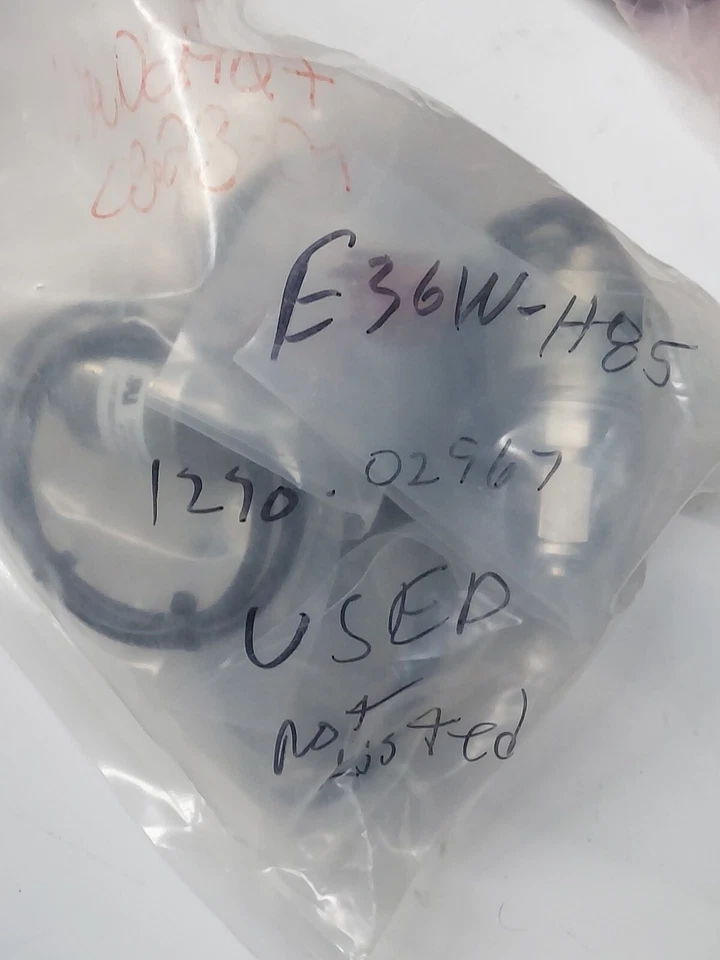 E36W-H85
1290.02967
USED
not
Listed